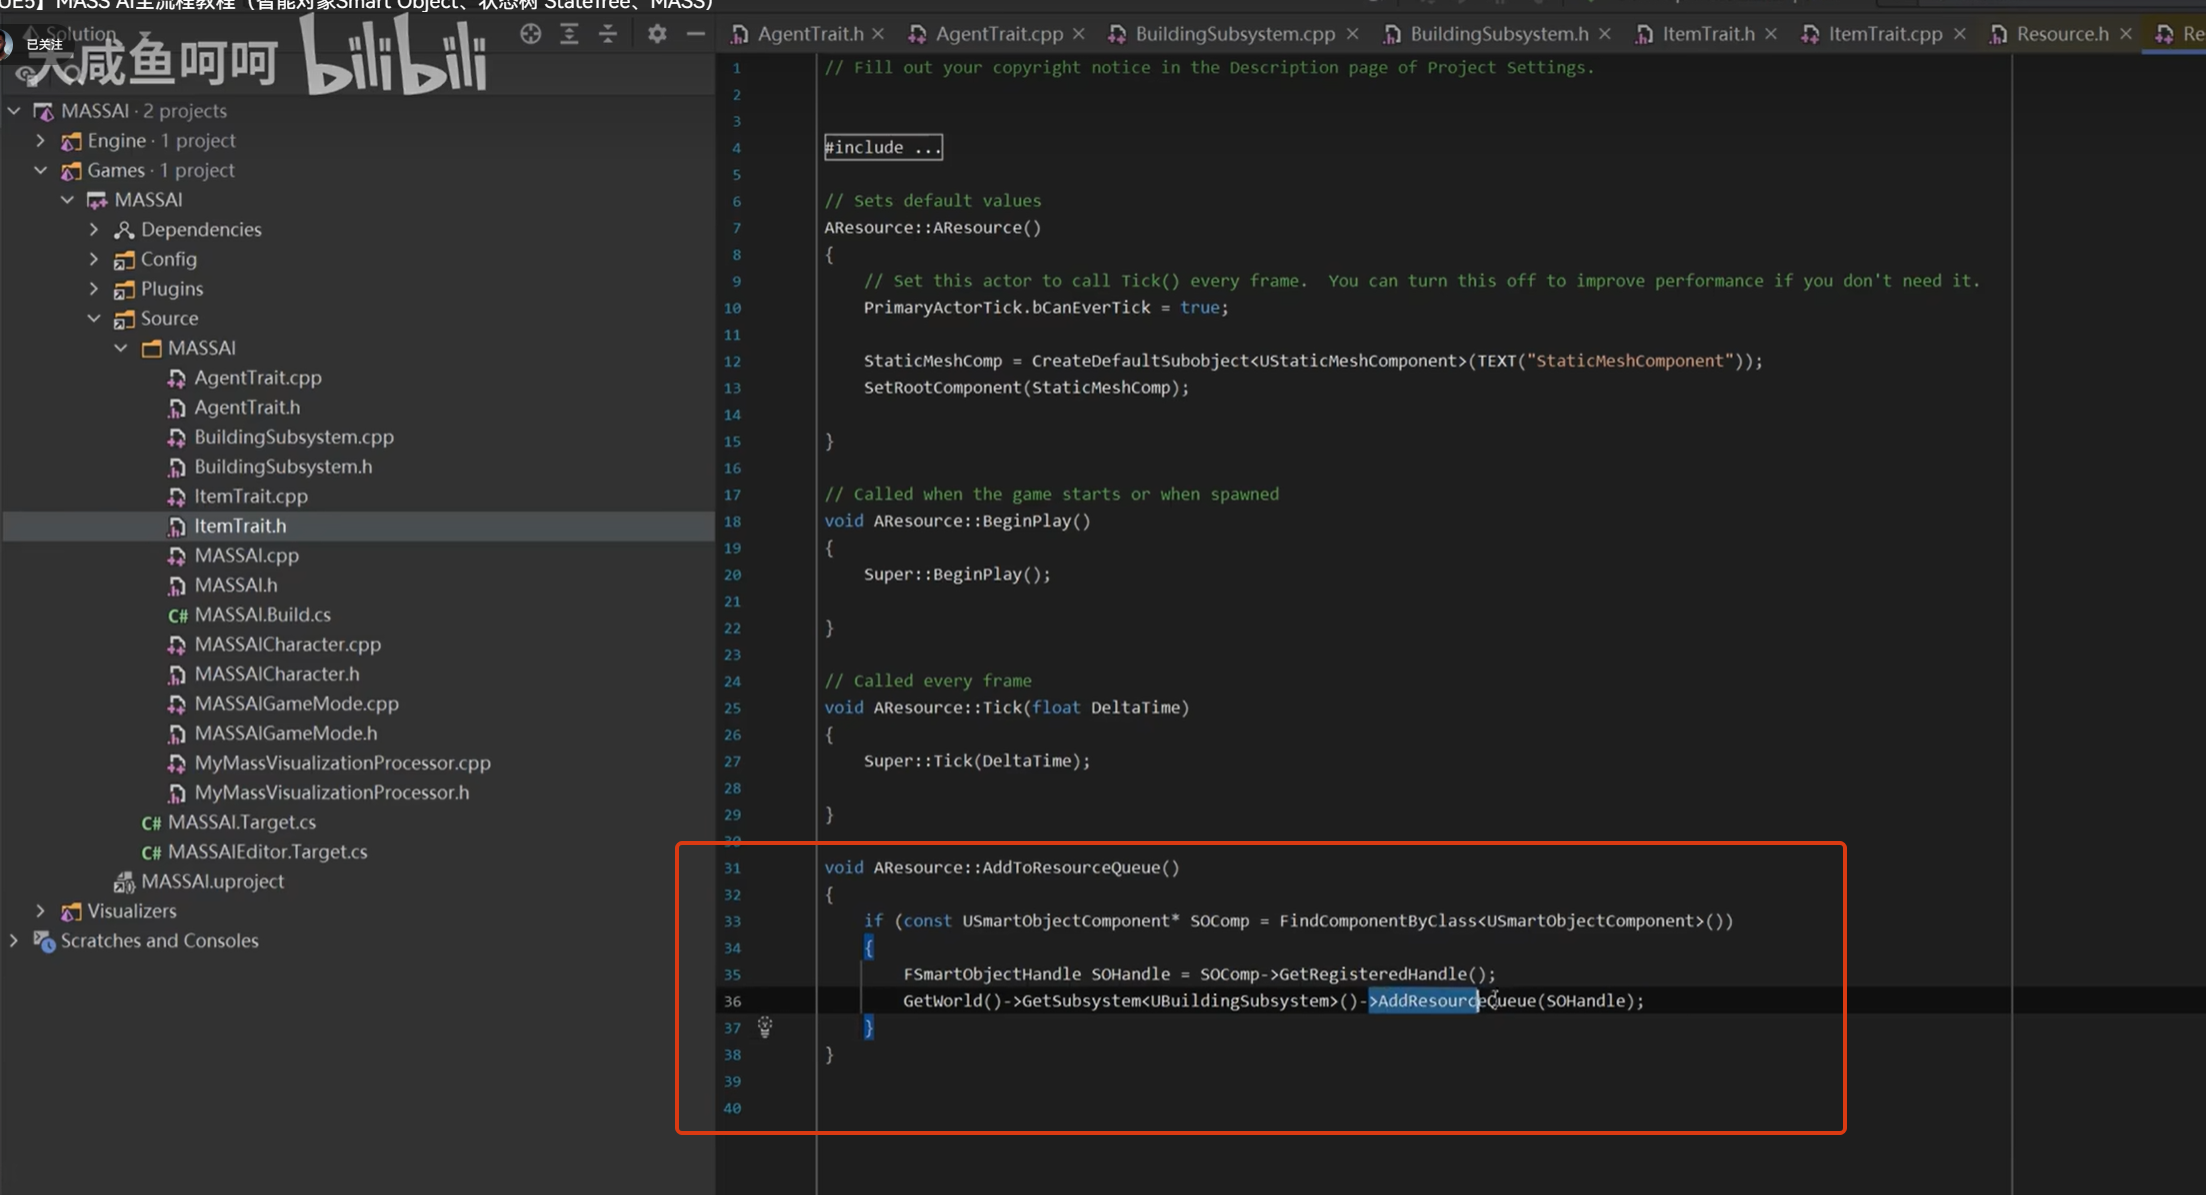 UE5】MASS AI全流程教程（智能对象Smart Object、状态树 StateTree、MASS）
已关注
Solution
大咸鱼呵呵 bilibili
MASSAI · 2 projects
Engine · 1 project
Games · 1 project
MASSAI
Dependencies
Config
Plugins
Source
MASSAI
AgentTrait.cpp
AgentTrait.h
BuildingSubsystem.cpp
BuildingSubsystem.h
ItemTrait.cpp
ItemTrait.h
MASSAI.cpp
MASSAI.h
C# MASSAI.Build.cs
MASSAICharacter.cpp
MASSAICharacter.h
MASSAIGameMode.cpp
MASSAIGameMode.h
MyMassVisualizationProcessor.cpp
MyMassVisualizationProcessor.h
C# MASSAI.Target.cs
C# MASSAIEditor.Target.cs
MASSAI.uproject
Visualizers
Scratches and Consoles
AgentTrait.h AgentTrait.cpp BuildingSubsystem.cpp BuildingSubsystem.h ItemTrait.h ItemTrait.cpp Resource.h Re
1 // Fill out your copyright notice in the Description page of Project Settings.
2
3
4 #include ...
5
6 // Sets default values
7 AResource::AResource()
8 {
9 // Set this actor to call Tick() every frame.  You can turn this off to improve performance if you don't need it.
10 PrimaryActorTick.bCanEverTick = true;
11
12 StaticMeshComp = CreateDefaultSubobject<UStaticMeshComponent>(TEXT("StaticMeshComponent"));
13 SetRootComponent(StaticMeshComp);
14
15 }
16
17 // Called when the game starts or when spawned
18 void AResource::BeginPlay()
19 {
20 Super::BeginPlay();
21
22 }
23
24 // Called every frame
25 void AResource::Tick(float DeltaTime)
26 {
27 Super::Tick(DeltaTime);
28
29 }
30
31 void AResource::AddToResourceQueue()
32 {
33 if (const USmartObjectComponent* SOComp = FindComponentByClass<USmartObjectComponent>())
34 {
35 FSmartObjectHandle SOHandle = SOComp->GetRegisteredHandle();
36 GetWorld()->GetSubsystem<UBuildingSubsystem>()->AddResourceQueue(SOHandle);
37 }
38 }
39
40